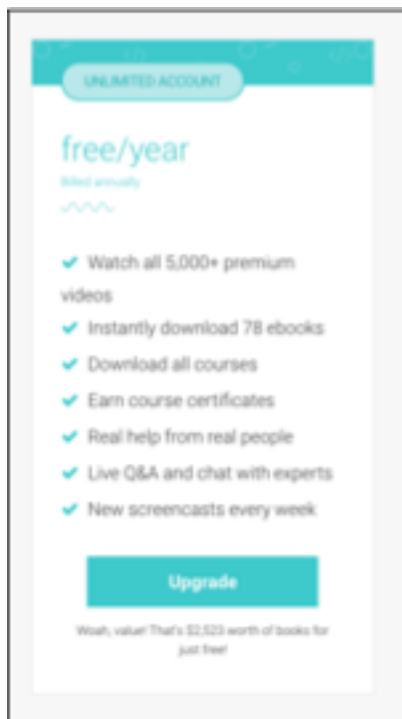 UNLIMITED ACCOUNT
free/year
Billed annually
Watch all 5,000+ premium
videos
Instantly download 78 ebooks
Download all courses
Earn course certificates
Real help from real people
Live Q&A and chat with experts
New screencasts every week
Upgrade
Woah, value! That's $2,523 worth of books for
just free!